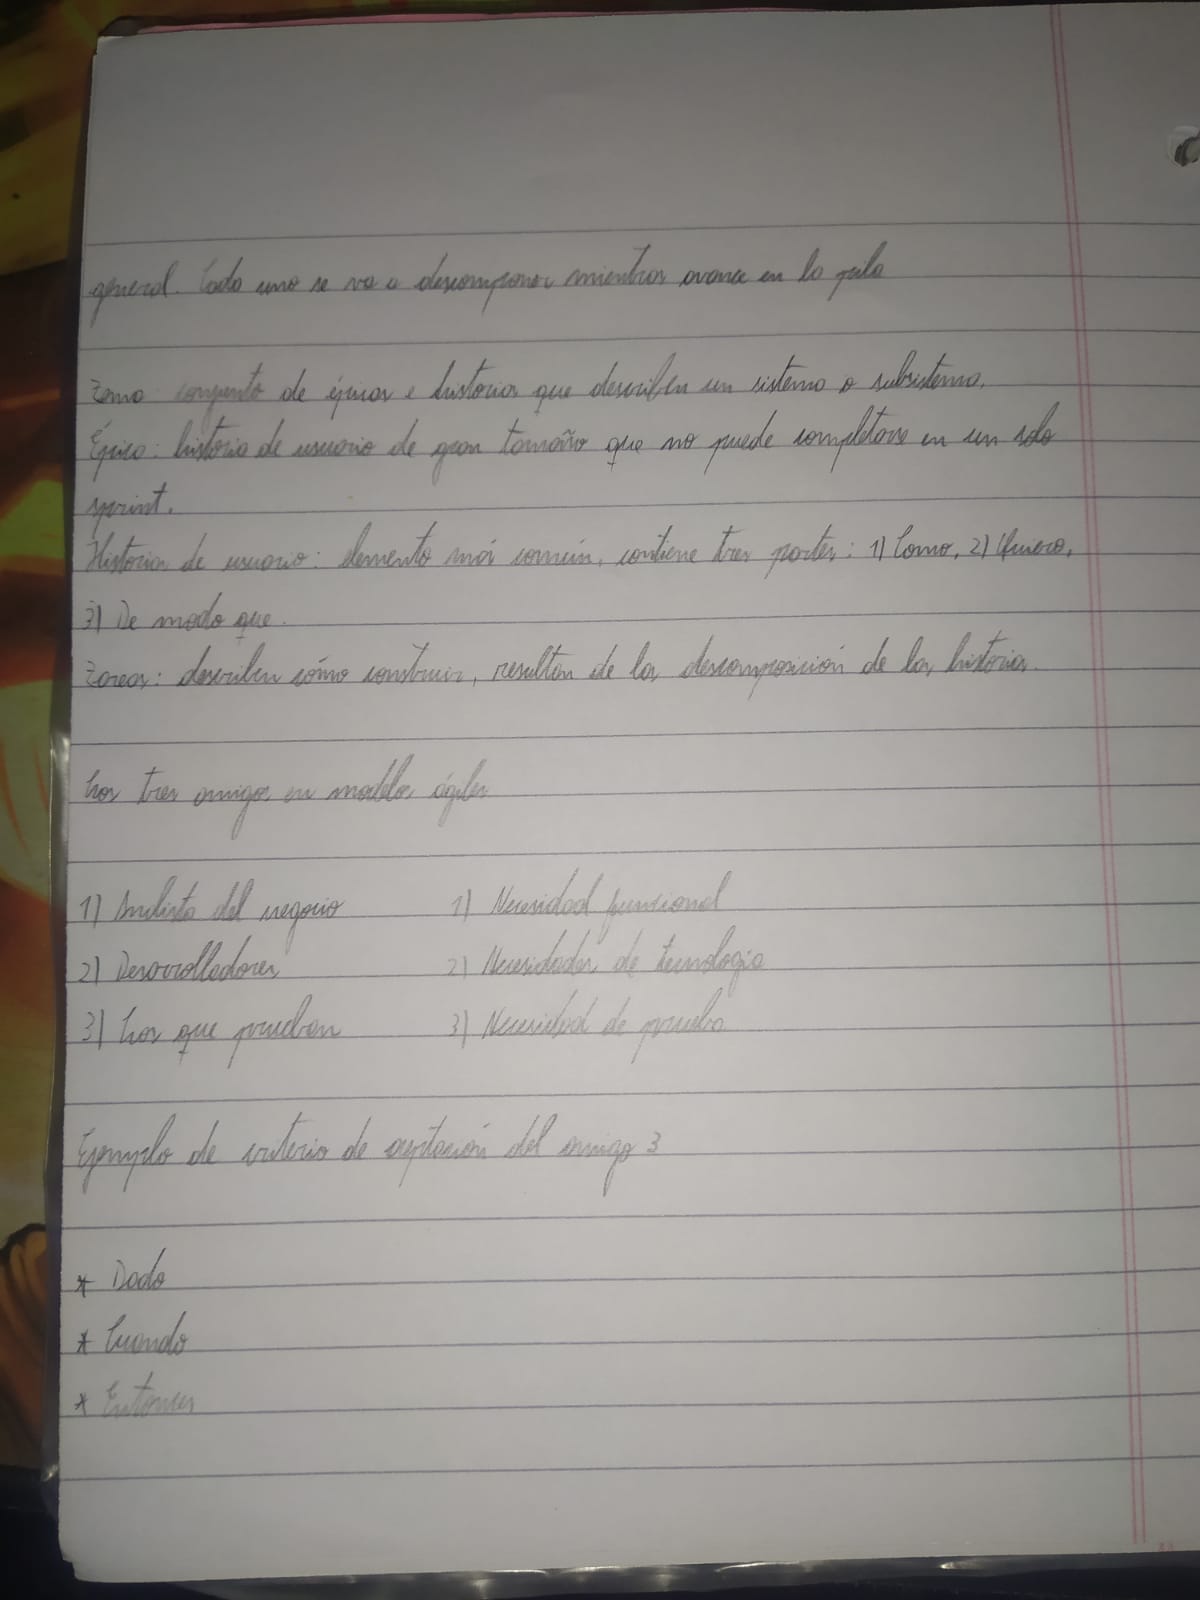 general. Cada uno se va a descomponer mientras avance en la pila
Tema: conjunto de épicas e historias que describen un sistema o subsistema.
Épica: historia de usuario de gran tamaño que no puede completarse en un solo
sprint.
Historias de usuario: elemento más común, contiene tres partes: 1) Como, 2) Quiero,
3) De modo que.
Tareas: describen cómo construir, resultan de la descomposición de las historias.
Los tres amigos en modelos ágiles
1) Analista del negocio 1) Necesidad funcional
2) Desarrolladores 2) Necesidades de tecnología
3) Los que prueban 3) Necesidad de prueba
Ejemplo de criterio de aceptación del amigo 3
* Dado
* Cuando
* Entonces